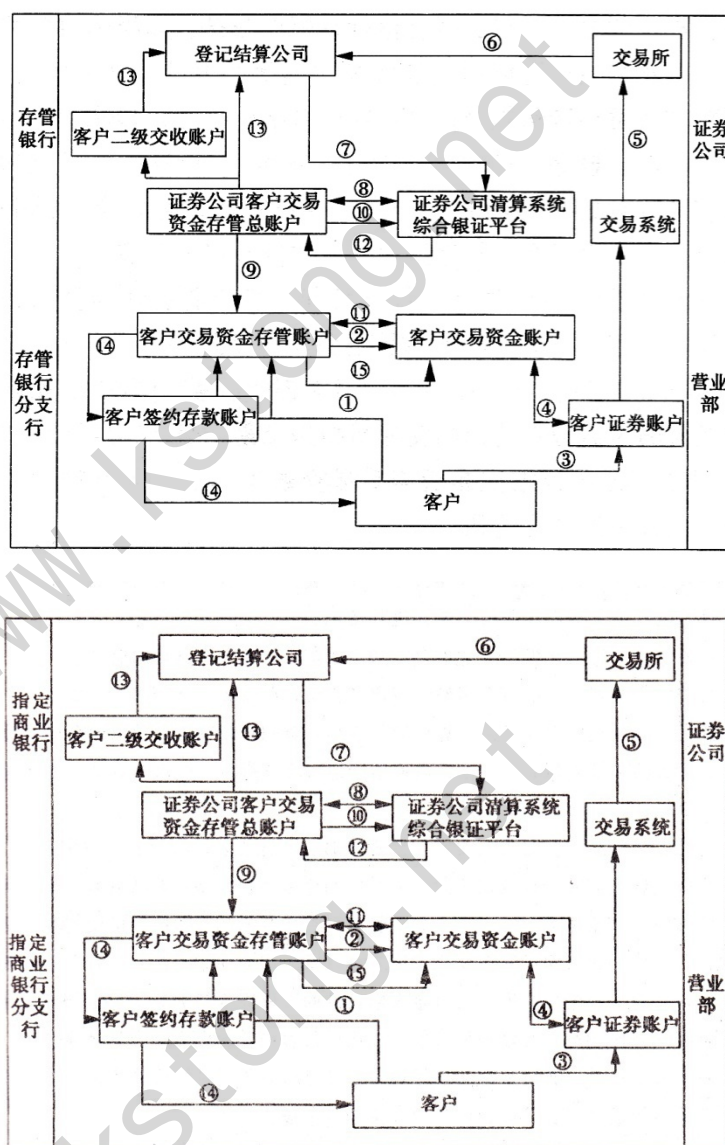 ⑥
登记结算公司
交易所
⑬
存管
银行
客户二级交收账户
⑬
⑦
⑤
证券
公司
证券公司客户交易
资金存管总账户
⑧
⑩
⑫
证券公司清算系统
综合银证平台
交易系统
⑨
客户交易资金存管账户
⑪
②
客户交易资金账户
⑭
⑮
存管
银行
分支
行
客户签约存款账户
①
④
客户证券账户
营业
部
③
⑭
客户
www.kstong.net
⑥
登记结算公司
交易所
⑬
指定
商业
银行
客户二级交收账户
⑬
⑦
⑤
证券
公司
证券公司客户交易
资金存管总账户
⑧
⑩
⑫
证券公司清算系统
综合银证平台
交易系统
⑨
客户交易资金存管账户
⑪
②
客户交易资金账户
⑭
⑮
指定
商业
银行
分支
行
客户签约存款账户
①
④
客户证券账户
营业
部
③
⑭
客户
kstong.net